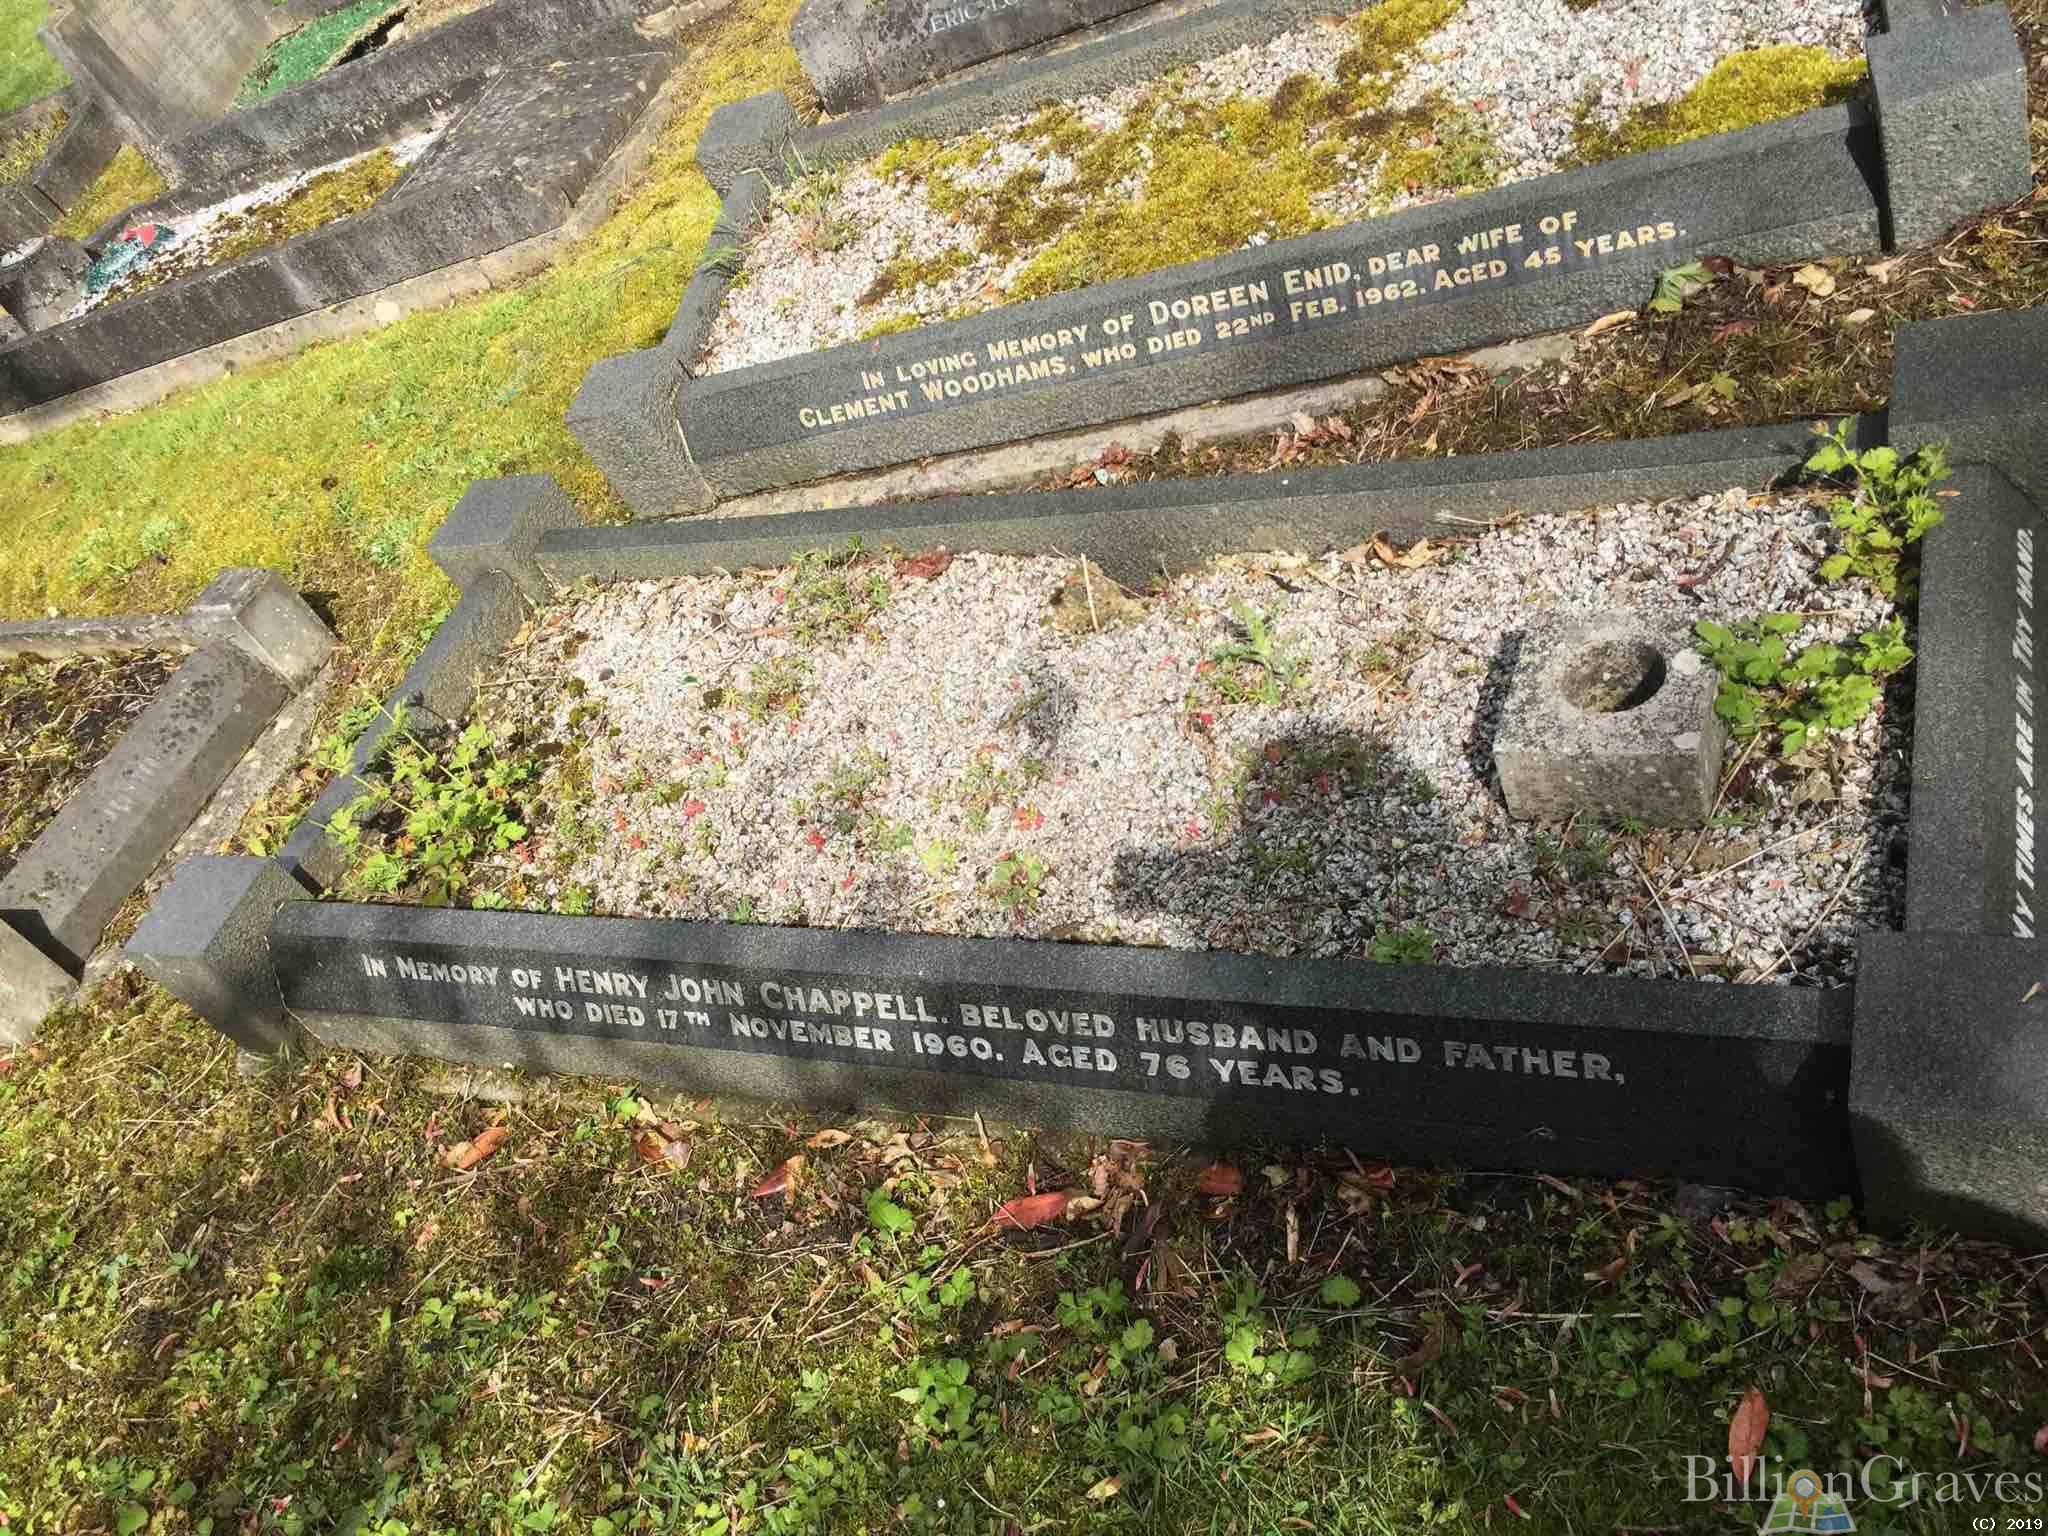 ERIC
IN LOVING MEMORY OF DOREEN ENID, DEAR WIFE OF
CLEMENT WOODHAMS, WHO DIED 22ND FEB. 1962. AGED 45 YEARS.
MY TIMES ARE IN THY HAND.
IN MEMORY OF HENRY JOHN CHAPPELL. BELOVED HUSBAND AND FATHER,
WHO DIED 17TH NOVEMBER 1960. AGED 76 YEARS.
BillionGraves
(C) 2019